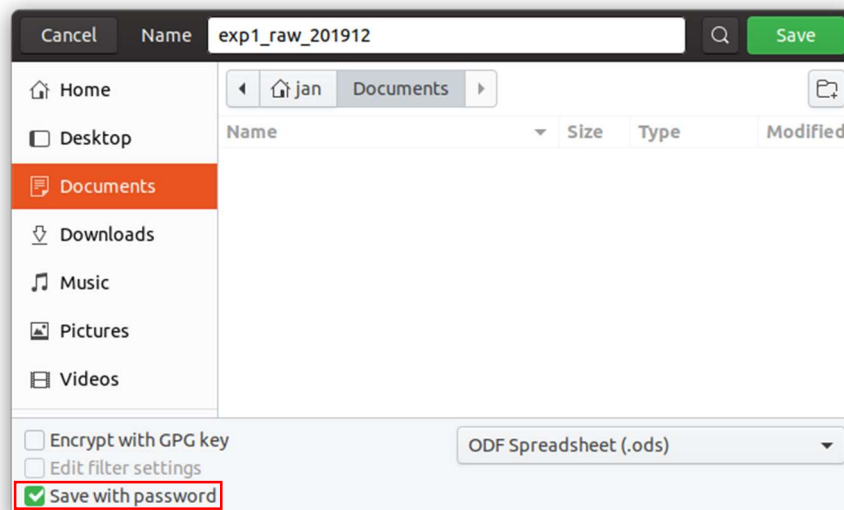 Cancel Name exp1_raw_201912 Save
Home
Desktop
Documents
Downloads
Music
Pictures
Videos
jan Documents
Name Size Type Modified
Encrypt with GPG key
Edit filter settings
Save with password
ODF Spreadsheet (.ods)